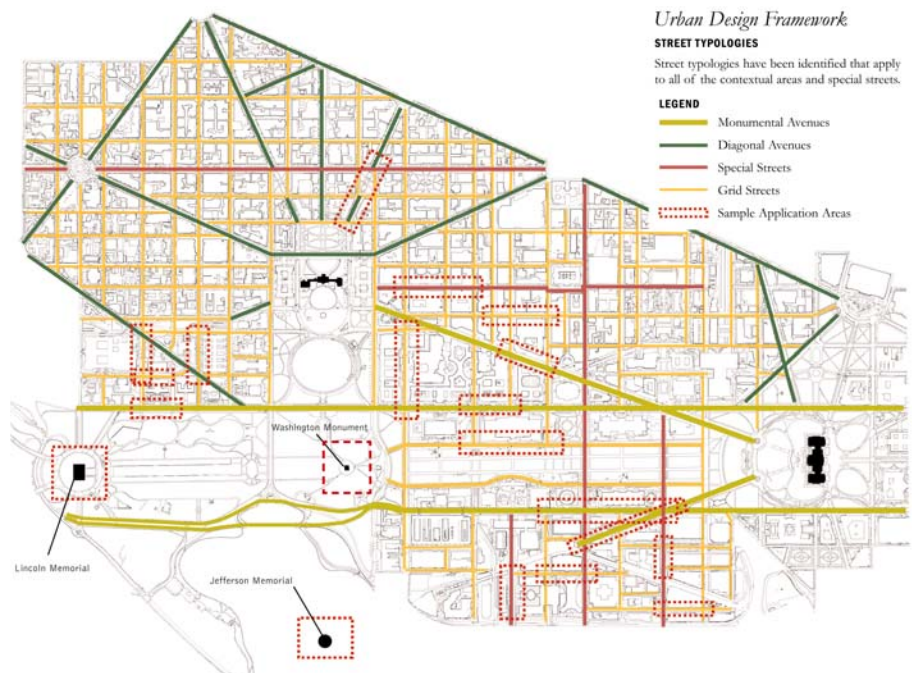 Urban Design Framework
STREET TYPOLOGIES
Street typologies have been identified that apply
to all of the contextual areas and special streets.
LEGEND
Monumental Avenues
Diagonal Avenues
Special Streets
Grid Streets
Sample Application Areas
Washington Monument
Lincoln Memorial
Jefferson Memorial